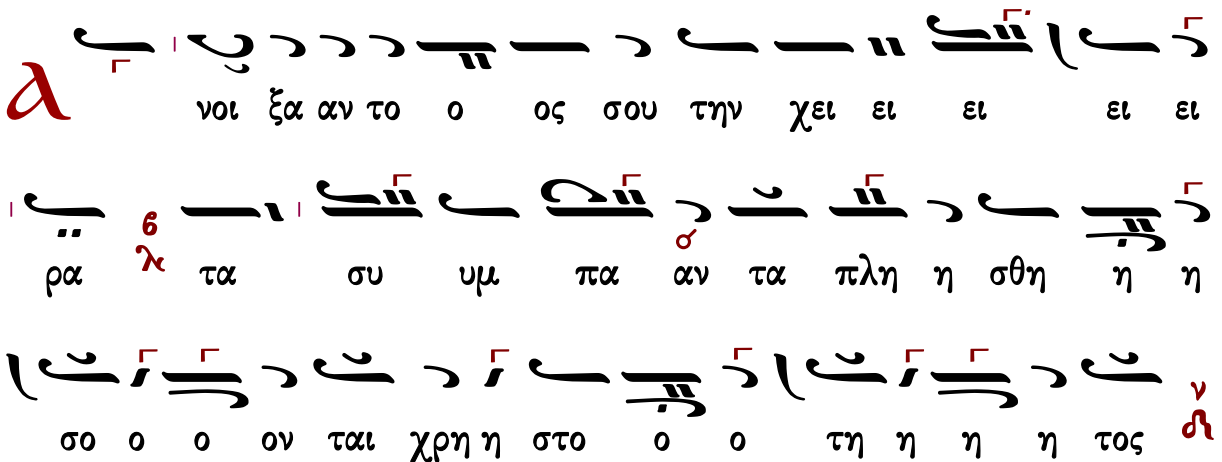 α νοι ξα αν το ο ος σου την χει ει ει ει ει
ρα τα συ υμ πα αν τα πλη η σθη η η
σο ο ο ον ται χρη η στο ο ο τη η η η τος